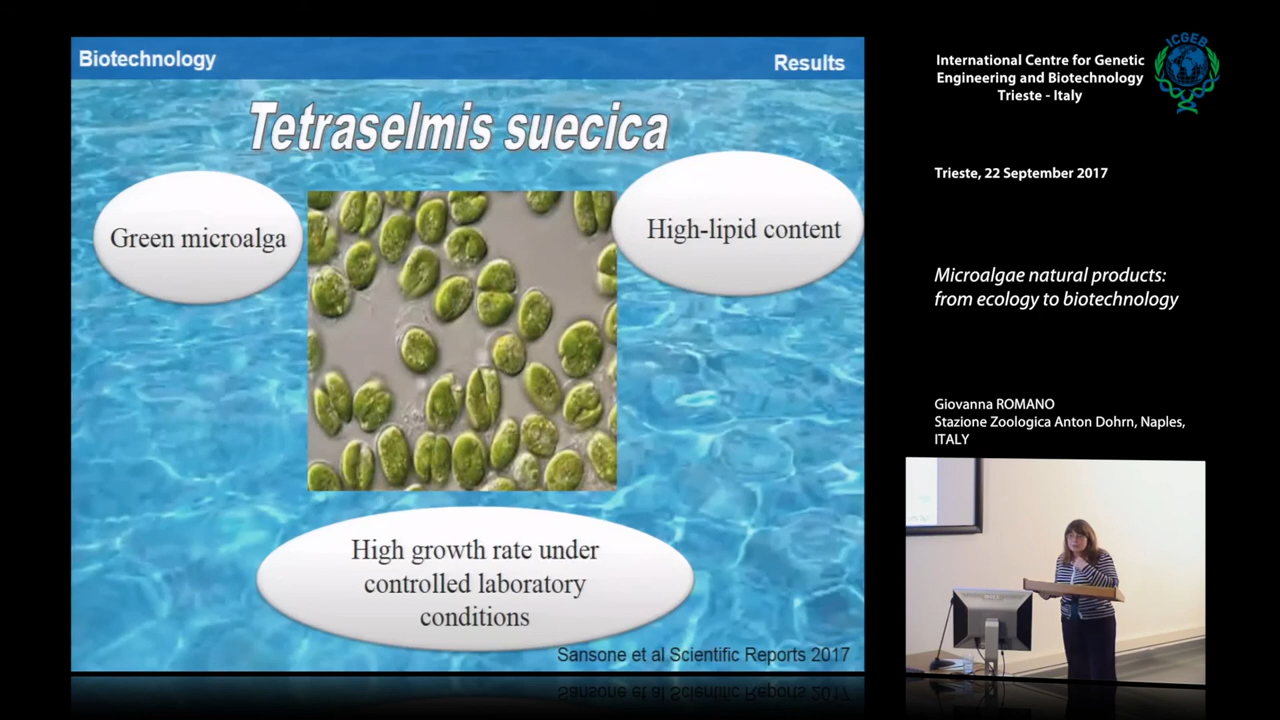 Biotechnology
Results
Tetraselmis suecica
Green microalga
High-lipid content
High growth rate under
controlled laboratory
conditions
Sansone et al Scientific Reports 2017
International Centre for Genetic
Engineering and Biotechnology
Trieste - Italy
ICGEB
Trieste, 22 September 2017
Microalgae natural products:
from ecology to biotechnology
Giovanna ROMANO
Stazione Zoologica Anton Dohrn, Naples,
ITALY